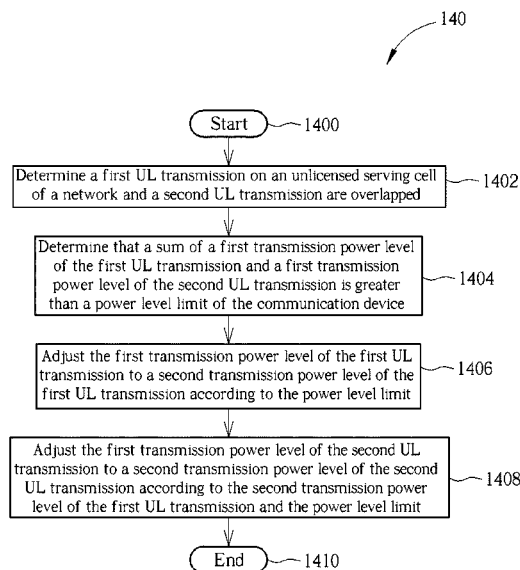 140
Start
1400
Determine a first UL transmission on an unlicensed serving cell
of a network and a second UL transmission are overlapped
1402
Determine that a sum of a first transmission power level
of the first UL transmission and a first transmission
power level of the second UL transmission is greater
than a power level limit of the communication device
1404
Adjust the first transmission power level of the first UL
transmission to a second transmission power level of the
first UL transmission according to the power level limit
1406
Adjust the first transmission power level of the second UL
transmission to a second transmission power level of the second
UL transmission according to the second transmission power
level of the first UL transmission and the power level limit
1408
End
1410